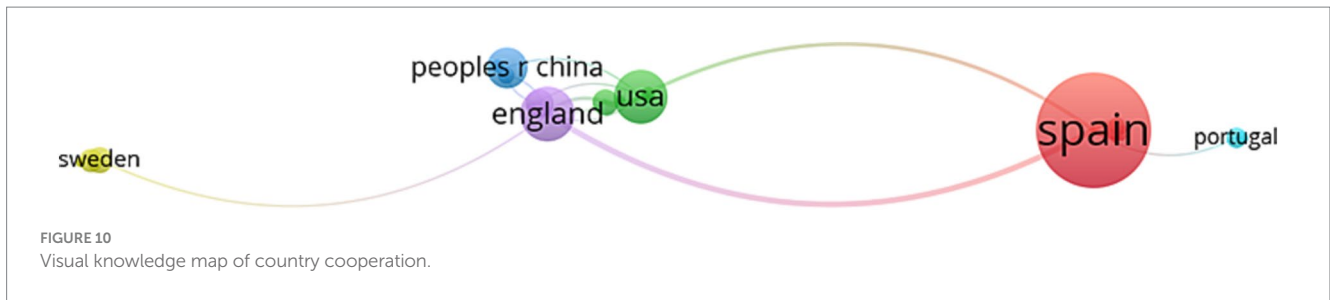 peoples r china
usa
england
spain
portugal
sweden
FIGURE 10
Visual knowledge map of country cooperation.